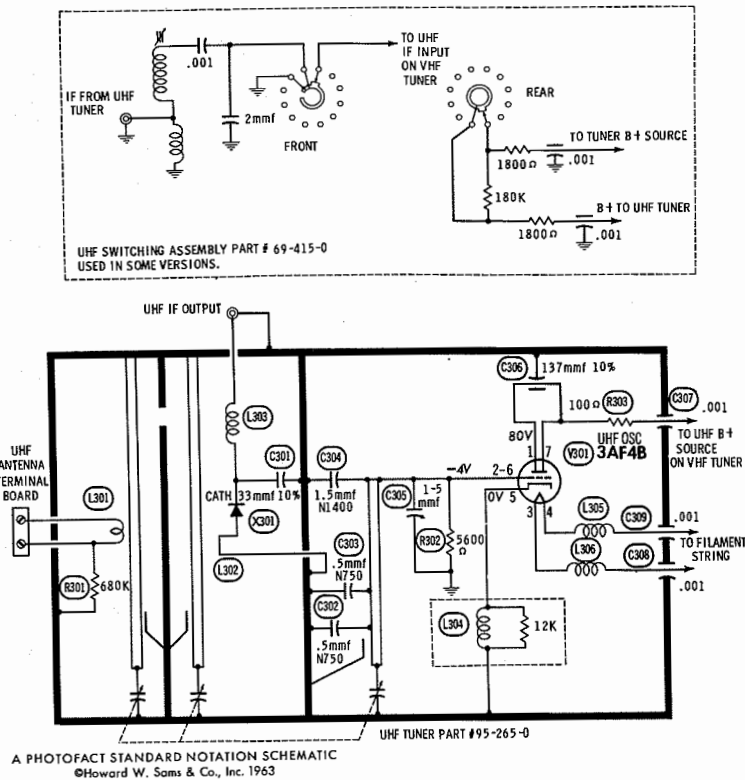 TO UHF
IF INPUT
ON VHF
TUNER
.001
IF FROM UHF
TUNER
2mmf
FRONT
REAR
TO TUNER B+ SOURCE
1800Ω
.001
180K
B+ TO UHF TUNER
1800Ω
.001
UHF SWITCHING ASSEMBLY PART # 69-415-0
USED IN SOME VERSIONS.
UHF IF OUTPUT
C306
137mmf 10%
L303
100Ω
R303
C307
.001
80V
1
7
UHF OSC
3AF4B
V301
TO UHF B+
SOURCE
ON VHF TUNER
UHF
ANTENNA
TERMINAL
BOARD
L301
C301
C304
CATH
33mmf 10%
1.5mmf
N1400
-4V
2-6
C305
1-5
mmf
0V
5
3
4
X301
L305
C309
.001
R302
5600
Ω
TO FILAMENT
STRING
L306
C308
.001
L302
C303
.5mmf
N750
R301
680K
C302
.5mmf
N750
L304
12K
UHF TUNER PART #95-265-0
A PHOTOFACT STANDARD NOTATION SCHEMATIC
©Howard W. Sams & Co., Inc. 1963